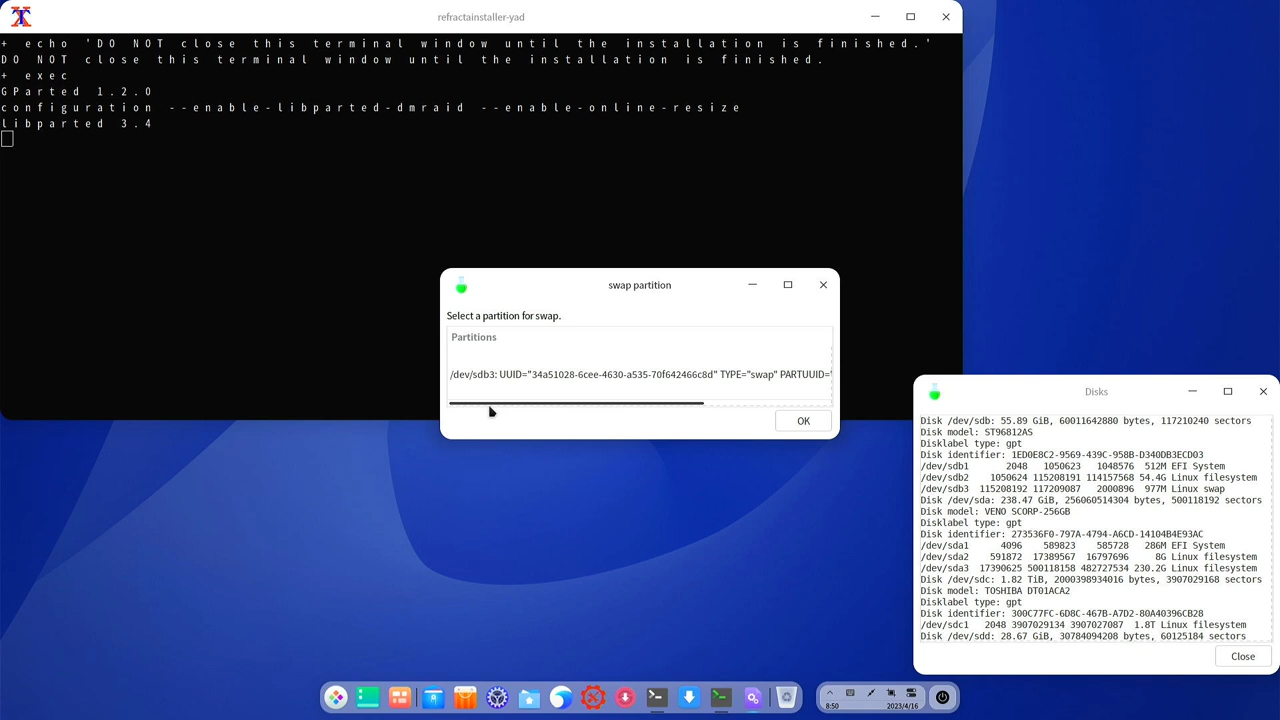 refractainstaller-yad
+ echo 'DO NOT close this terminal window until the installation is finished.'
DO NOT close this terminal window until the installation is finished.
+ exec
GParted 1.2.0
configuration --enable-libparted-dmraid --enable-online-resize
libparted 3.4
swap partition
Select a partition for swap.
Partitions
/dev/sdb3: UUID="34a51028-6cee-4630-a535-70f642466c8d" TYPE="swap" PARTUUID="
OK
Disks
Disk /dev/sdb: 55.89 GiB, 60011642880 bytes, 117210240 sectors
Disk model: ST96812AS
Disklabel type: gpt
Disk identifier: 1ED0E8C2-9569-439C-958B-D340DB3ECD03
/dev/sdb1 2048 1050623 1048576 512M EFI System
/dev/sdb2 1050624 115208191 114157568 54.4G Linux filesystem
/dev/sdb3 115208192 117209087 2000896 977M Linux swap
Disk /dev/sda: 238.47 GiB, 256060514304 bytes, 500118192 sectors
Disk model: VENO SCORP-256GB
Disklabel type: gpt
Disk identifier: 273536F0-797A-4794-A6CD-14104B4E93AC
/dev/sda1 4096 589823 585728 286M EFI System
/dev/sda2 591872 17389567 16797696 8G Linux filesystem
/dev/sda3 17390625 500118158 482727534 230.2G Linux filesystem
Disk /dev/sdc: 1.82 TiB, 2000398934016 bytes, 3907029168 sectors
Disk model: TOSHIBA DT01ACA2
Disklabel type: gpt
Disk identifier: 300C77FC-6D8C-467B-A7D2-80A40396CB28
/dev/sdc1 2048 3907029134 3907027087 1.8T Linux filesystem
Disk /dev/sdd: 28.67 GiB, 30784094208 bytes, 60125184 sectors
Close
8:50
2023/4/16